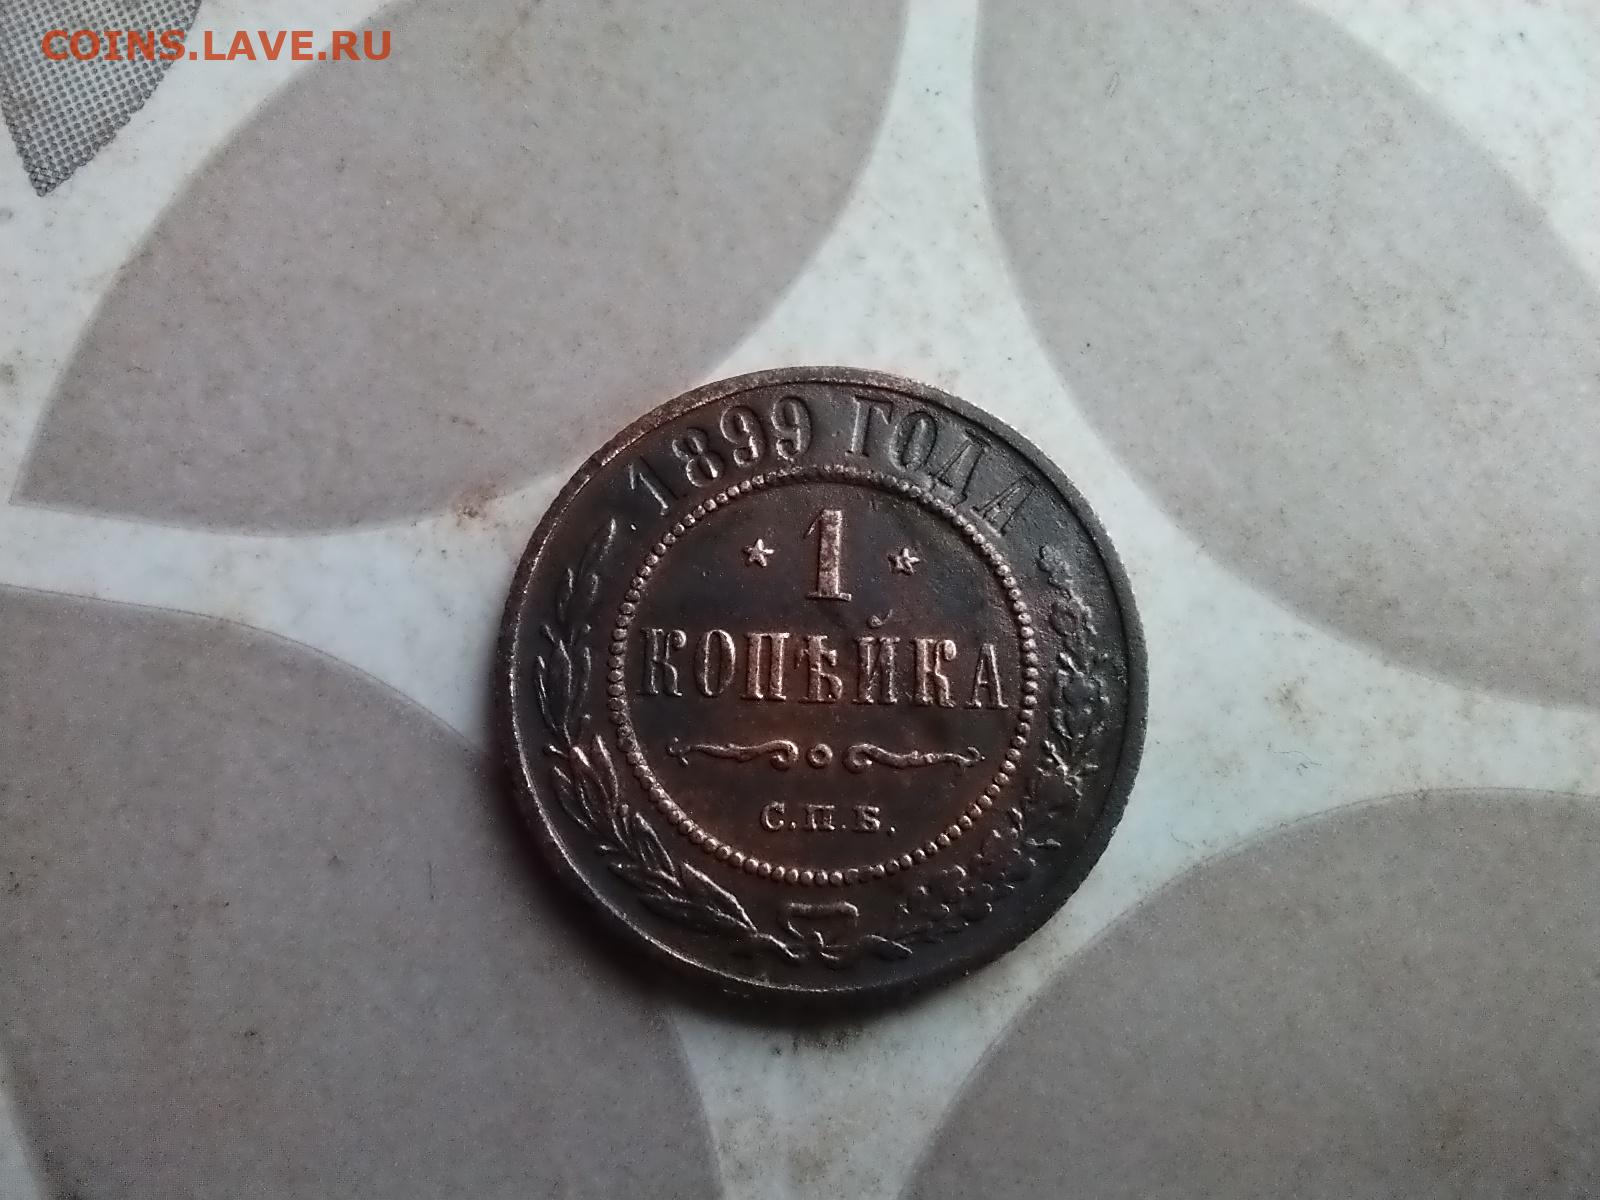 COINS.LAVE.RU
1899 ГОДА
1
КОПѢЙКА
С.П.Б.